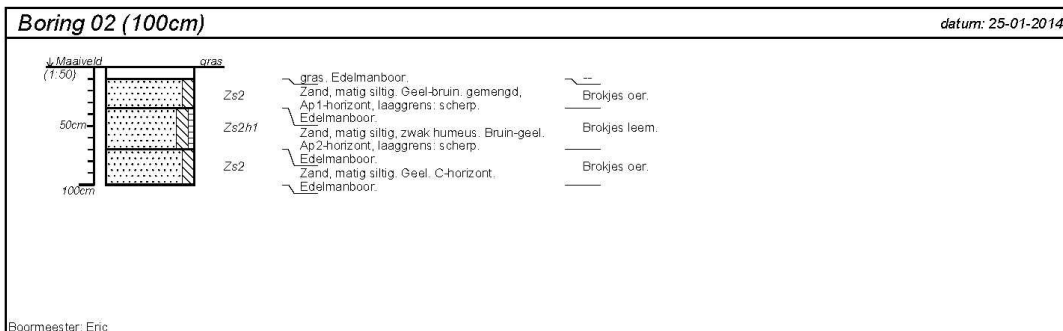 Boring 02 (100cm)
datum: 25-01-2014
Maaiveld
gras
(1:50)
50cm
100cm
Zs2
Zs2h1
Zs2
gras. Edelmanboor.
Zand, matig siltig. Geel-bruin. gemengd,
Ap1-horizont, laaggrens: scherp.
Edelmanboor.
Zand, matig siltig, zwak humeus. Bruin-geel.
Ap2-horizont, laaggrens: scherp.
Edelmanboor.
Zand, matig siltig. Geel. C-horizont.
Edelmanboor.
--
Brokjes oer.
Brokjes leem.
Brokjes oer.
Boormeester: Eric